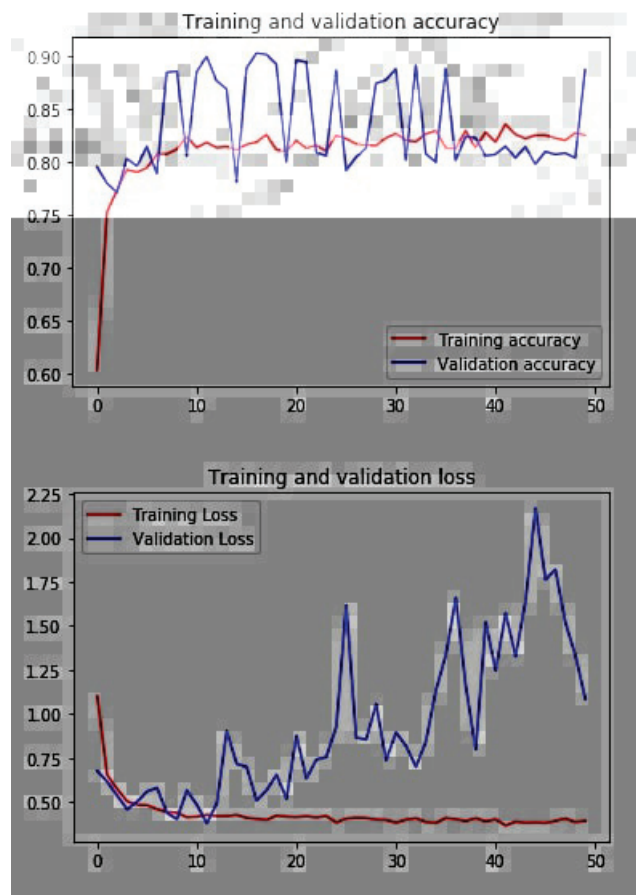 Training and validation accuracy
0.90
0.85
0.80
0.75
0.70
0.65
0.60
Training accuracy
Validation accuracy
0 10 20 30 40 50
Training and validation loss
2.25
2.00
1.75
1.50
1.25
1.00
0.75
0.50
Training Loss
Validation Loss
0 10 20 30 40 50